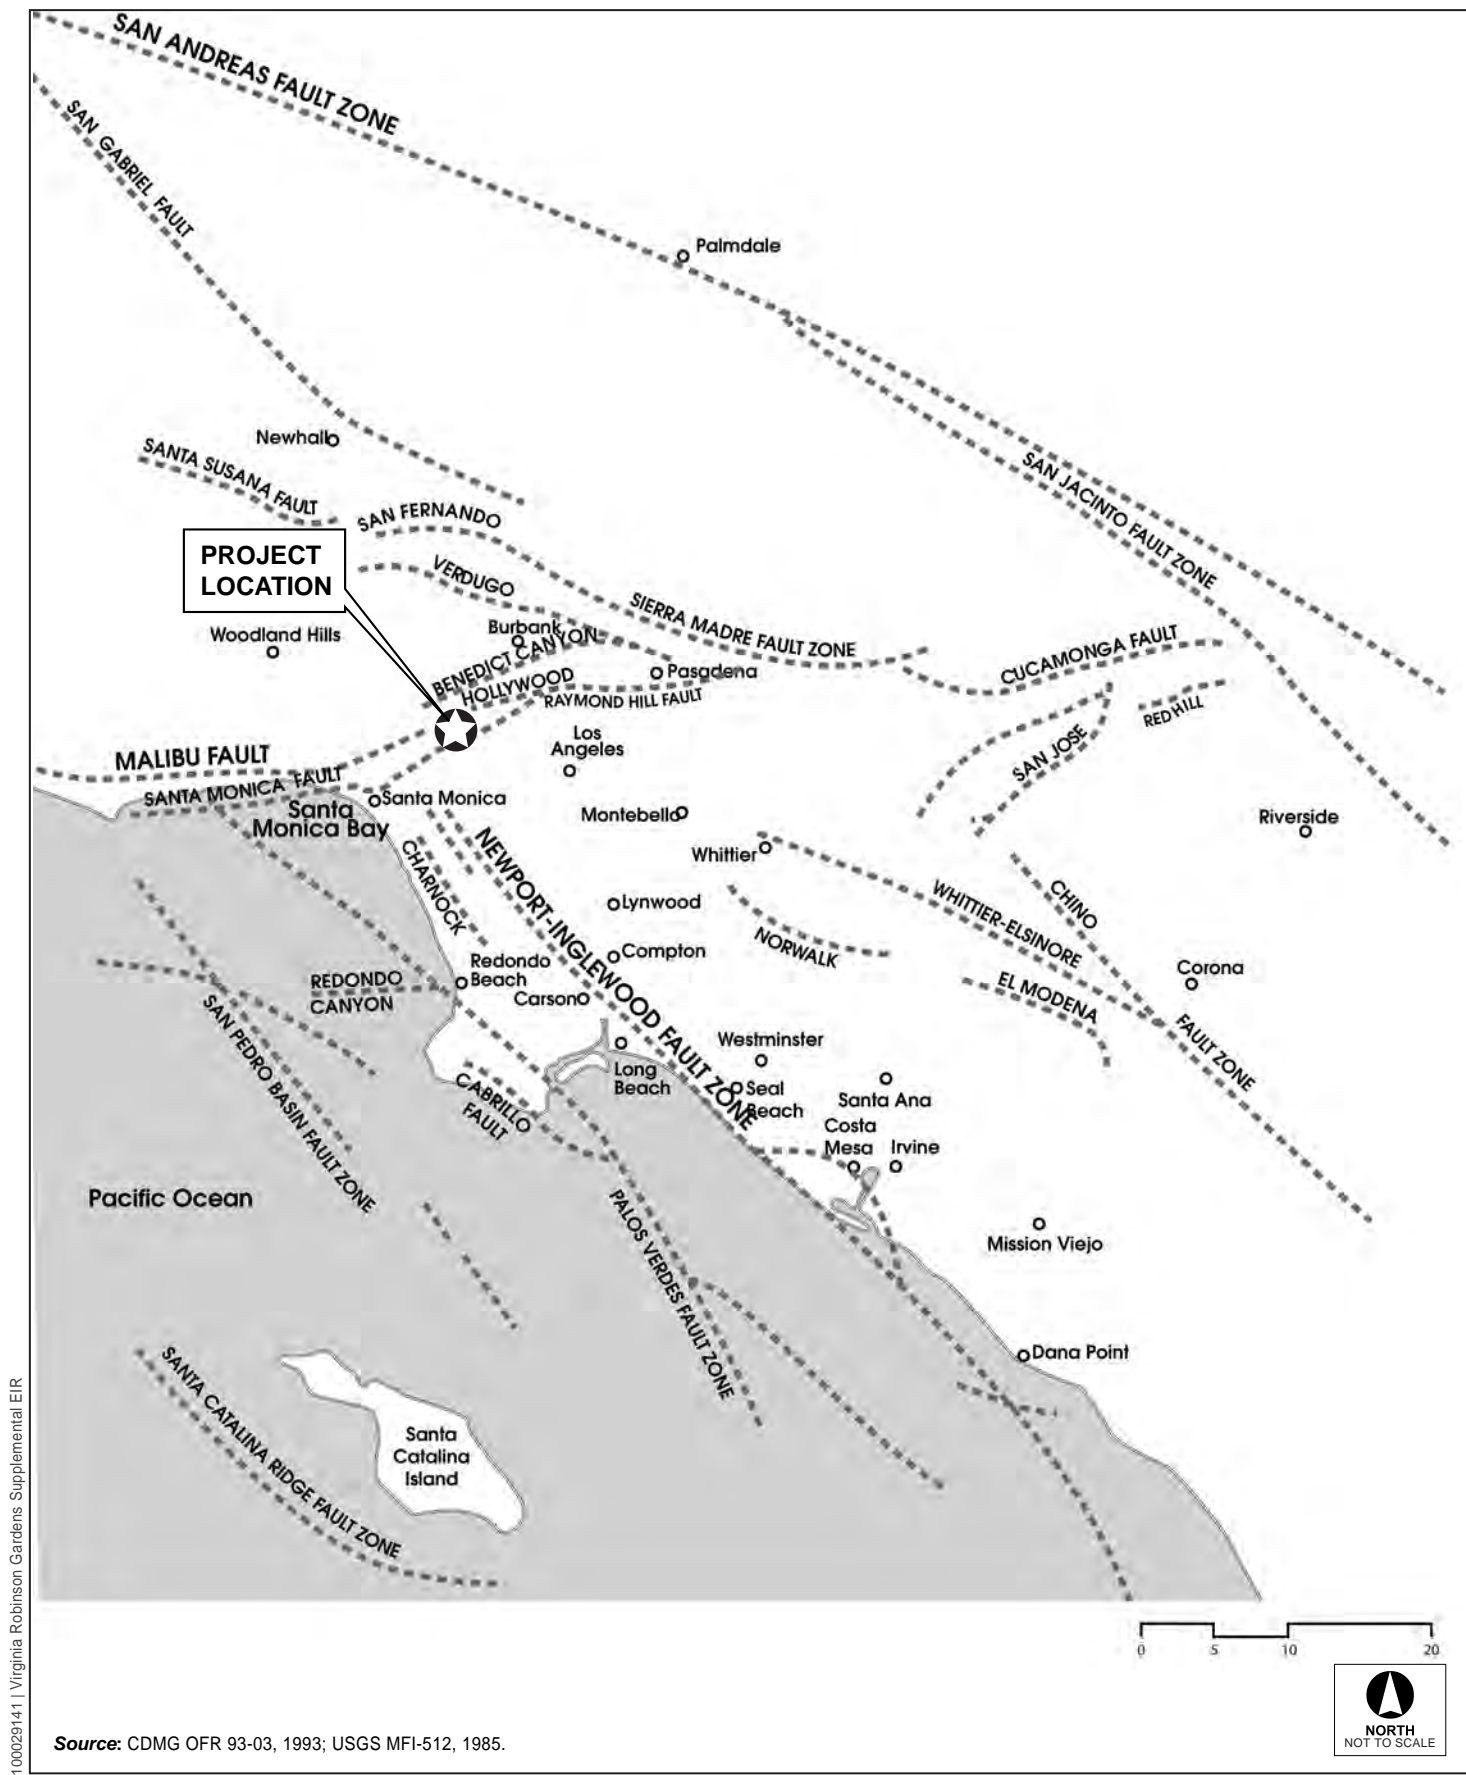 SAN ANDREAS FAULT ZONE
SAN GABRIEL FAULT
Palmdale
Newhall
SANTA SUSANA FAULT
SAN FERNANDO
SAN JACINTO FAULT ZONE
PROJECT
LOCATION
VERDUGO
SIERRA MADRE FAULT ZONE
Woodland Hills
Burbank
BENEDICT CANYON
CUCAMONGA FAULT
Pasadena
HOLLYWOOD
RAYMOND HILL FAULT
RED HILL
Los
Angeles
SAN JOSE
MALIBU FAULT
SANTA MONICA FAULT
Santa Monica
Santa
Monica Bay
Montebello
Riverside
Whittier
CHARNOCK
NEWPORT-INGLEWOOD FAULT ZONE
Lynwood
WHITTIER-ELSINORE
CHINO
NORWALK
Compton
Redondo
Beach
Carson
REDONDO
CANYON
Corona
EL MODENA
FAULT ZONE
SAN PEDRO BASIN FAULT ZONE
Westminster
Long
Beach
Seal
Beach
CABRILLO
FAULT
Santa Ana
Costa
Mesa
Irvine
Pacific Ocean
PALOS VERDES FAULT ZONE
Mission Viejo
Dana Point
SANTA CATALINA RIDGE FAULT ZONE
Santa
Catalina
Island
0 5 10 20
NORTH
NOT TO SCALE
Source: CDMG OFR 93-03, 1993; USGS MFI-512, 1985.
100029141 | Virginia Robinson Gardens Supplemental EIR